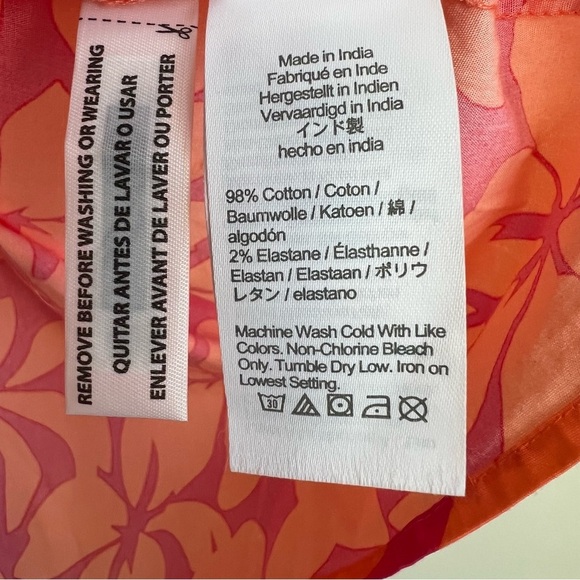 REMOVE BEFORE WASHING OR WEARING
QUITAR ANTES DE LAVAR O USAR
ENLEVER AVANT DE LAVER OU PORTER
Made in India
Fabriqué en Inde
Hergestellt in Indien
Vervaardigd in India
インド製
hecho en india
98% Cotton / Coton /
Baumwolle / Katoen / 綿 /
algodón
2% Elastane / Élasthanne /
Elastan / Elastaan / ポリウ
レタン / elastano
Machine Wash Cold With Like
Colors. Non-Chlorine Bleach
Only. Tumble Dry Low. Iron on
Lowest Setting.
30